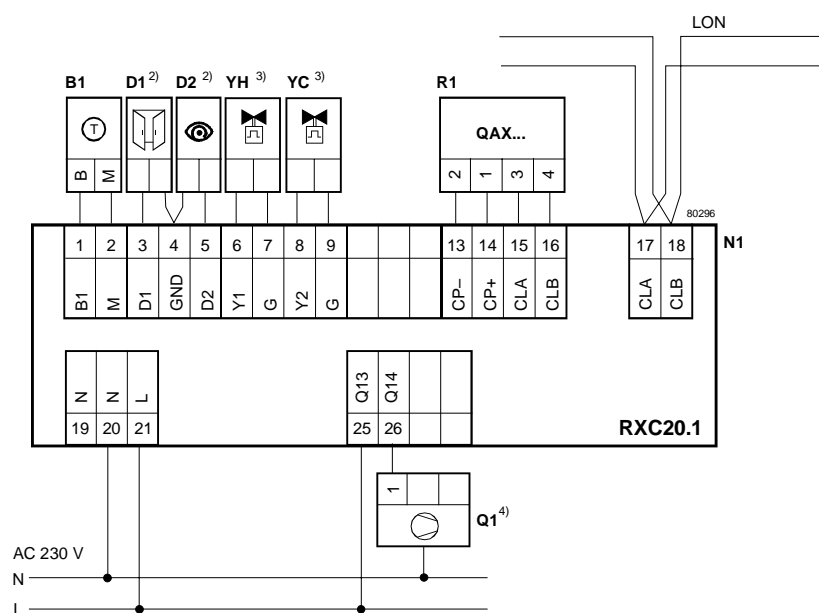 LON
B1 D1 2) D2 2) YH 3) YC 3) R1
T
QAX...
B M 2 1 3 4
80296
1 2 3 4 5 6 7 8 9 13 14 15 16 17 18 N1
B1 M D1 GND D2 Y1 G Y2 G CP– CP+ CLA CLB CLA CLB
N N L Q13 Q14
19 20 21 25 26 RXC20.1
1
Q1 4)
AC 230 V
N
L